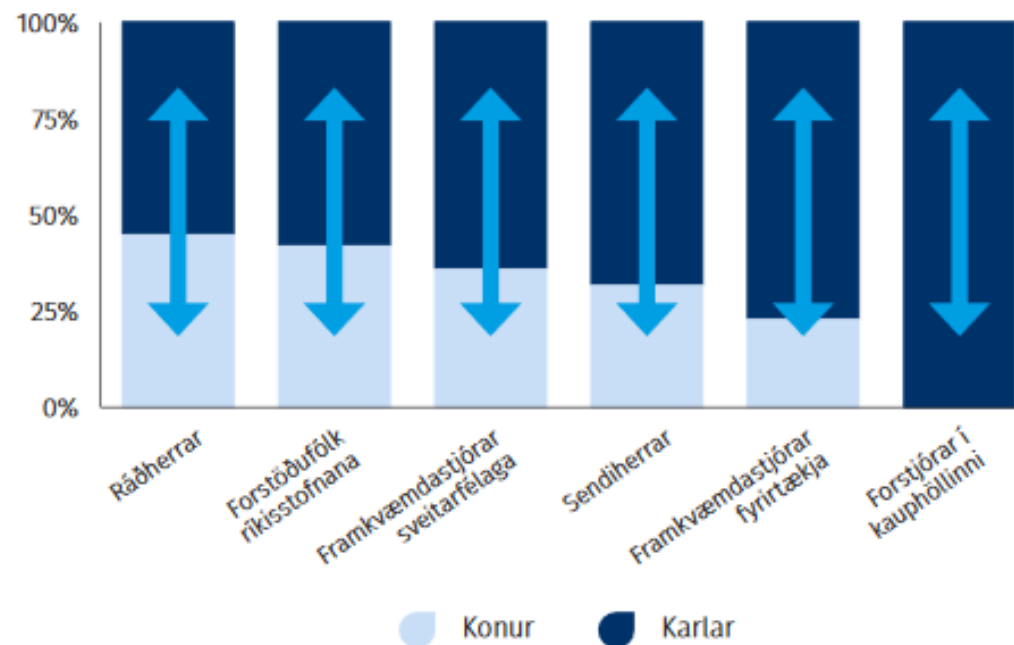 100%
75%
50%
25%
0%
Ráðherrar
Forstöðufólk
ríkisstofnana
Framkvæmdastjórar
sveitarfélaga
Sendiherrar
Framkvæmdastjórar
fyrirtækja
Forstjórar í
kauphöllinni
Konur
Karlar